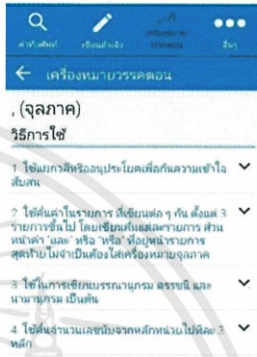 ค่าบังคับ
อื่นๆ
เครื่องหมายวรรคตอน
, (จุลภาค)
วิธีการใช้
1 ใช้แยกวลีหรืออนุประโยคเพื่อกันความเข้าใจ
สับสน
2 ใช้คั่นคำในรายการ ที่เขียนต่อ ๆ กัน ตั้งแต่ 3
รายการขึ้นไป โดยเขียนคั่นแต่ละรายการ ส่วน
หน้าคำ "และ" หรือ "หรือ" ที่อยู่หน้ารายการ
สุดท้ายไม่จำเป็นต้องใส่เครื่องหมายจุลภาค
3 ใช้ในการเขียนบรรณานุกรม ดรรชนี และ
นามานุกรม เป็นต้น
4 ใช้คั่นจำนวนเลขนับจากหลักหน่วยไปทีละ 3
หลัก